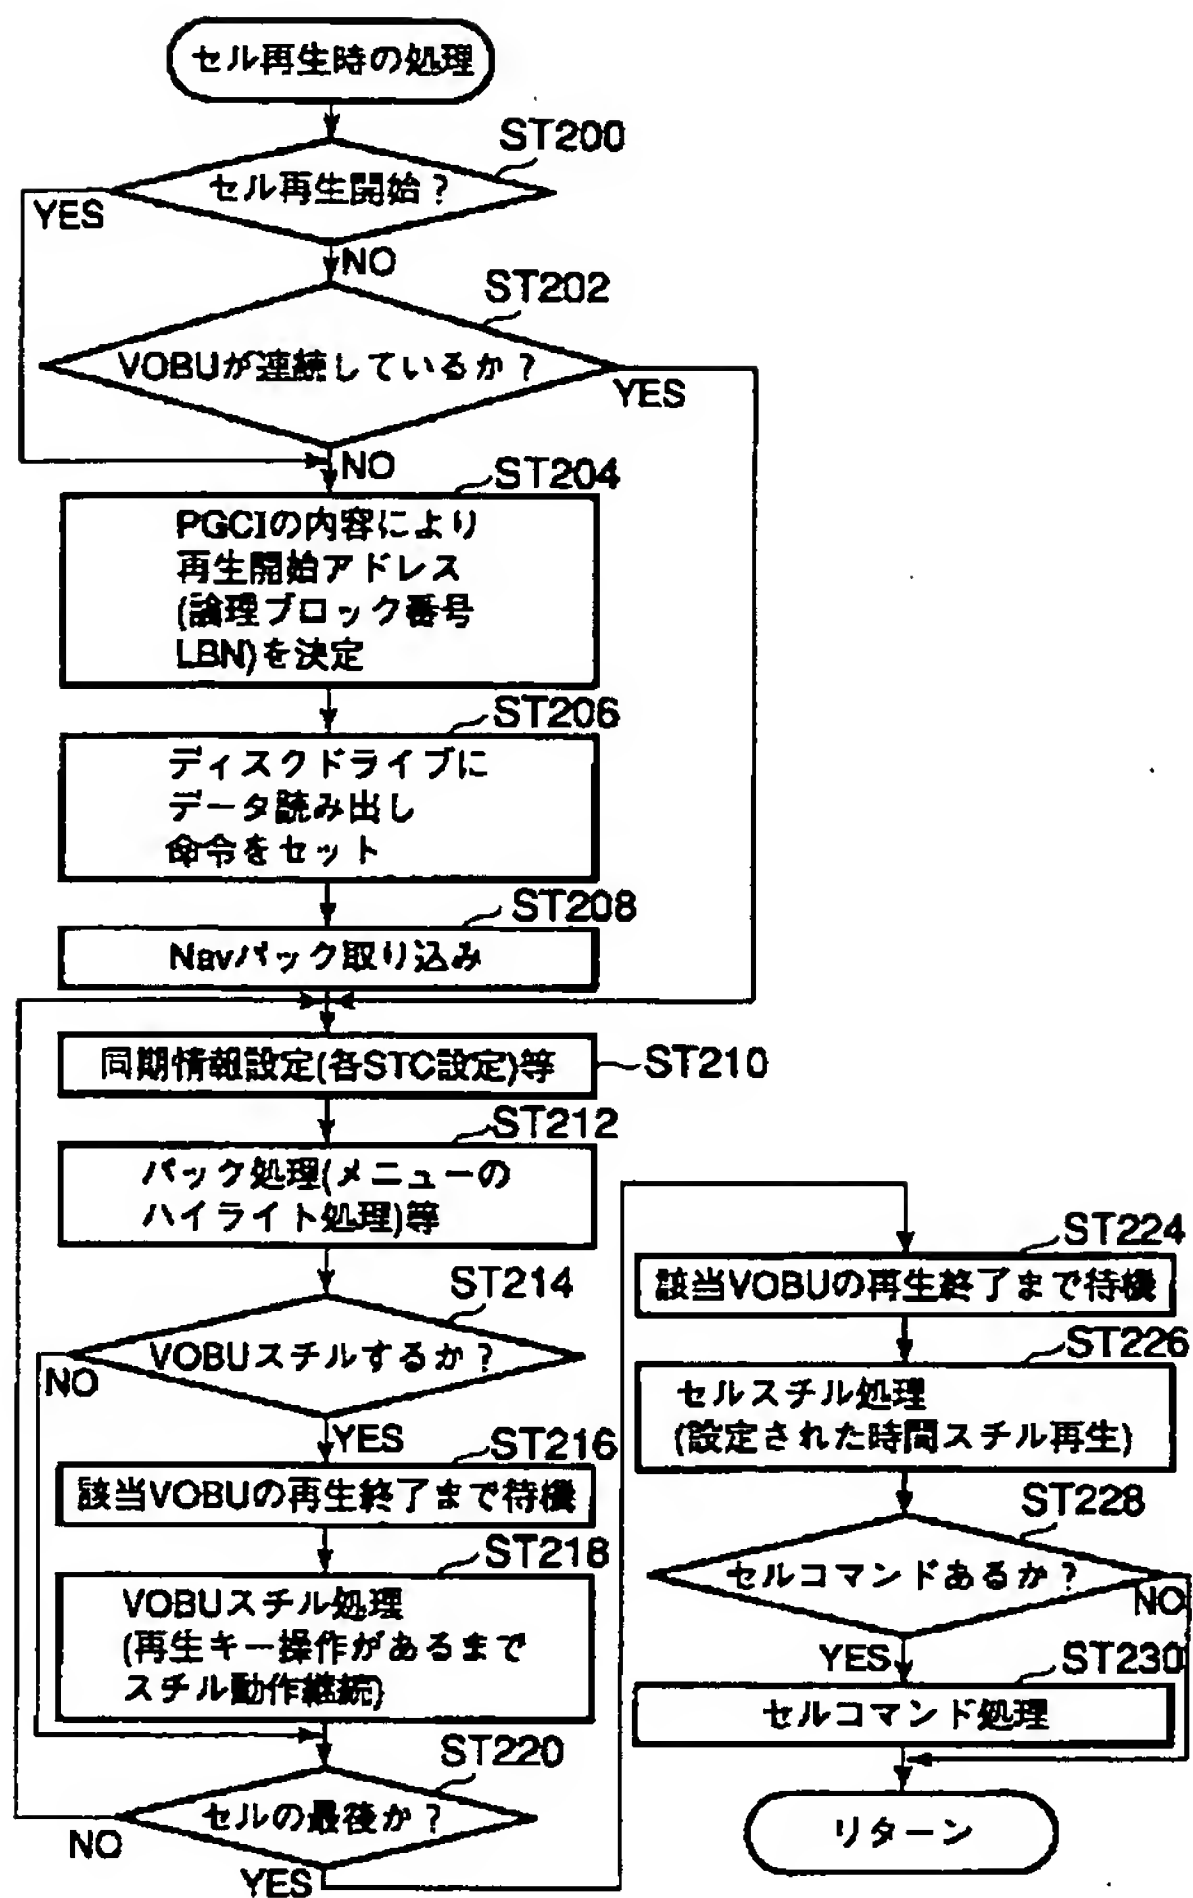 セル再生時の処理
ST200
セル再生開始？
YES
NO
ST202
VOBUが連続しているか？
YES
NO
ST204
PGCIの内容により
再生開始アドレス
(論理ブロック番号
LBN)を決定
ST206
ディスクドライブに
データ読み出し
命令をセット
ST208
Navパック取り込み
同期情報設定(各STC設定)等
ST210
ST212
パック処理(メニューの
ハイライト処理)等
ST214
VOBUスチルするか？
NO
YES
ST216
該当VOBUの再生終了まで待機
ST218
VOBUスチル処理
(再生キー操作があるまで
スチル動作継続)
ST220
セルの最後か？
NO
YES
ST224
該当VOBUの再生終了まで待機
ST226
セルスチル処理
(設定された時間スチル再生)
ST228
セルコマンドあるか？
NO
YES
ST230
セルコマンド処理
リターン